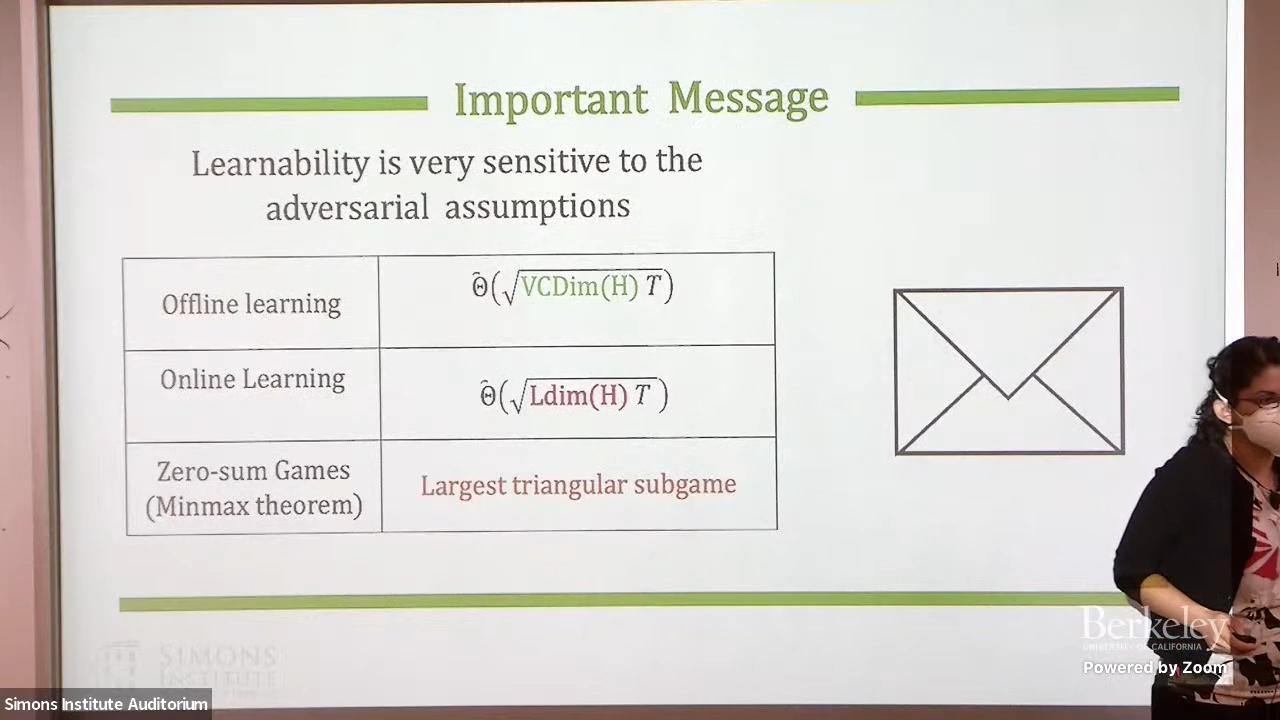 Important Message
Learnability is very sensitive to the
adversarial assumptions
Offline learning
Θ̃(√VCDim(H) T)
Online Learning
Θ̃(√Ldim(H) T)
Zero-sum Games
(Minmax theorem)
Largest triangular subgame
SIMONS
INSTITUTE
Berkeley
UNIVERSITY OF CALIFORNIA
Powered by Zoom
Simons Institute Auditorium